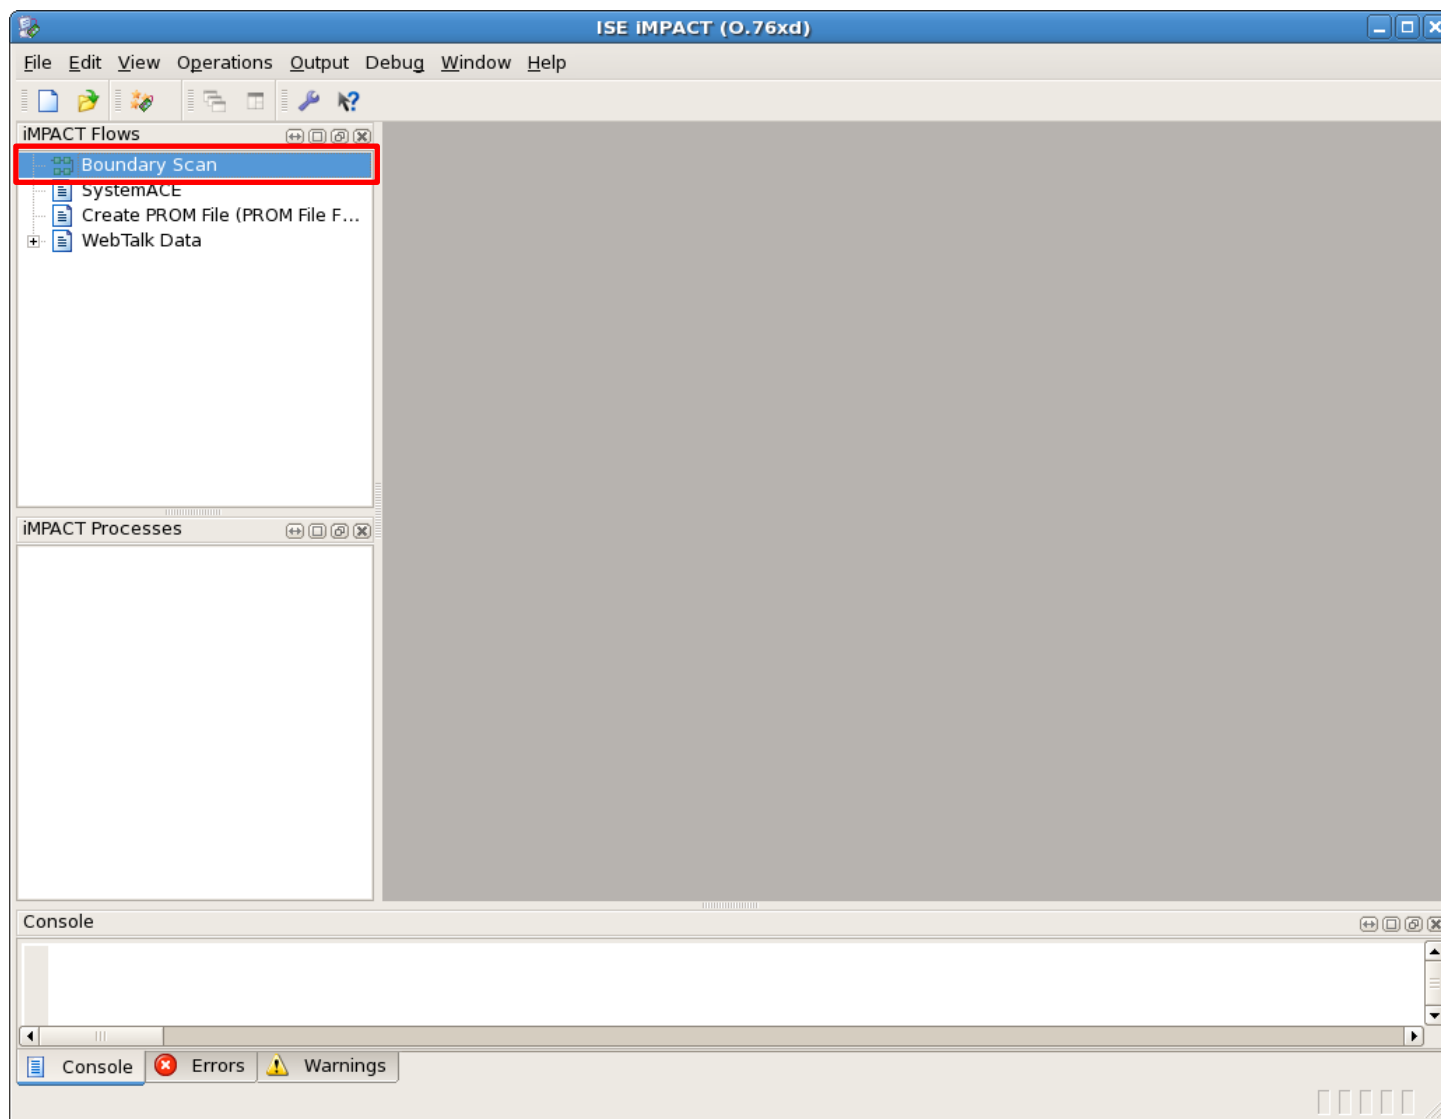 ISE iMPACT (O.76xd)
File Edit View Operations Output Debug Window Help
iMPACT Flows
Boundary Scan
SystemACE
Create PROM File (PROM File F...
WebTalk Data
iMPACT Processes
Console
Console Errors Warnings